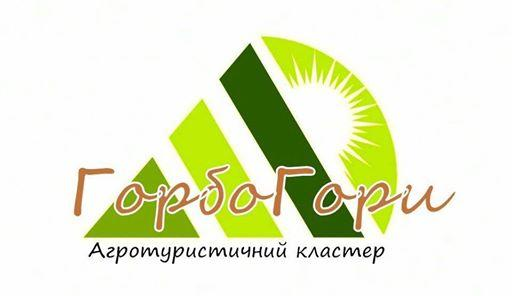 ГорбоГори
Агротуристичний кластер